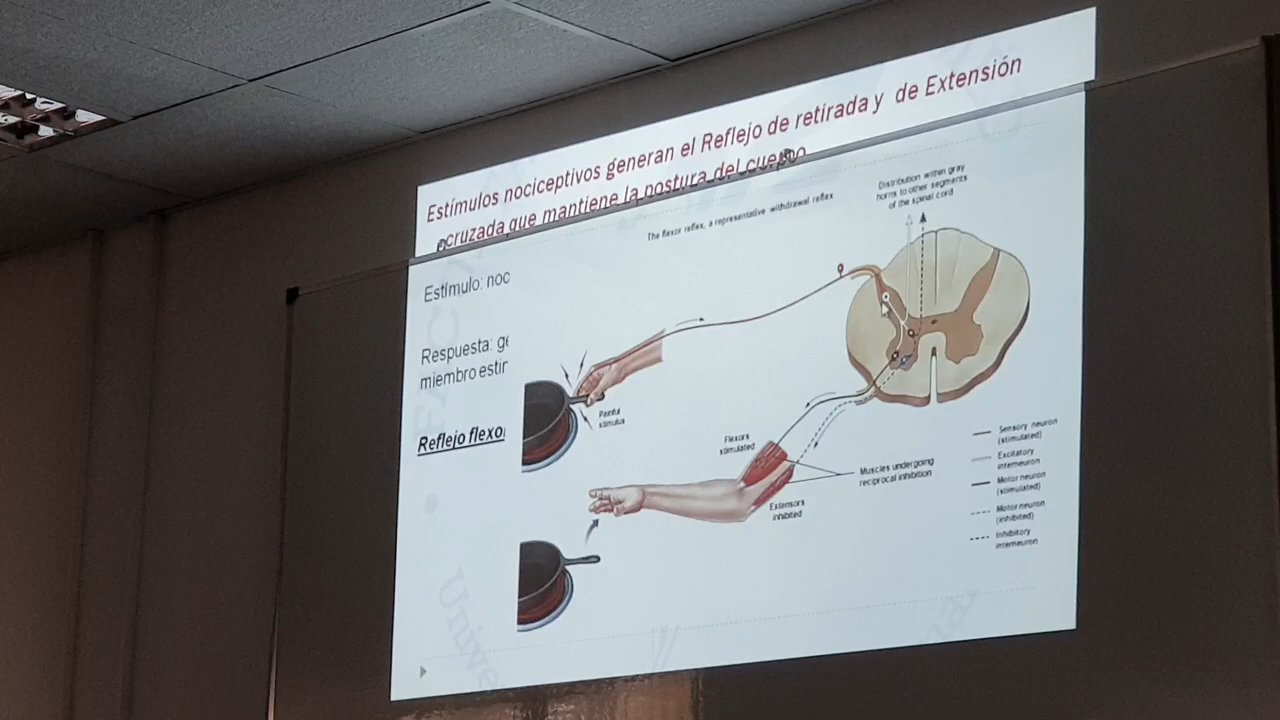 Estímulos nociceptivos generan el Reflejo de retirada y de Extensión
cruzada que mantiene la postura del cuerpo
Distribution within gray
horns to other segments
of the spinal cord
The flexor reflex, a representative withdrawal reflex
Estímulo: noc
Respuesta: ge
miembro estir
Reflejo flexo
Painful
stimulus
Flexors
stimulated
Muscles undergoing
reciprocal inhibition
Extensors
inhibited
Sensory neuron
(stimulated)
Excitatory
interneuron
Motor neuron
(stimulated)
Motor neuron
(inhibited)
Inhibitory
interneuron